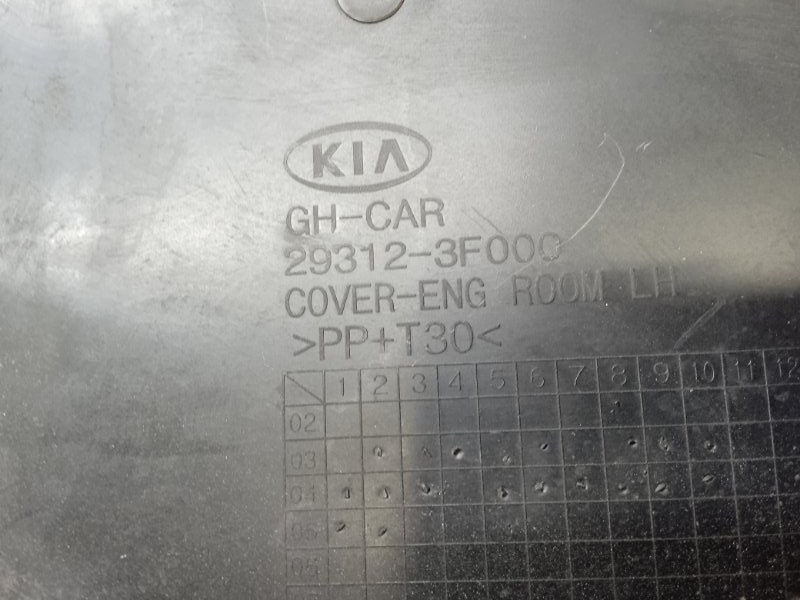 KIA
GH-CAR
29312-3F000
COVER-ENG ROOM LH
>PP+T30<
1 2 3 4 5 6 7 8 9 10 11 12
02
03
04
05